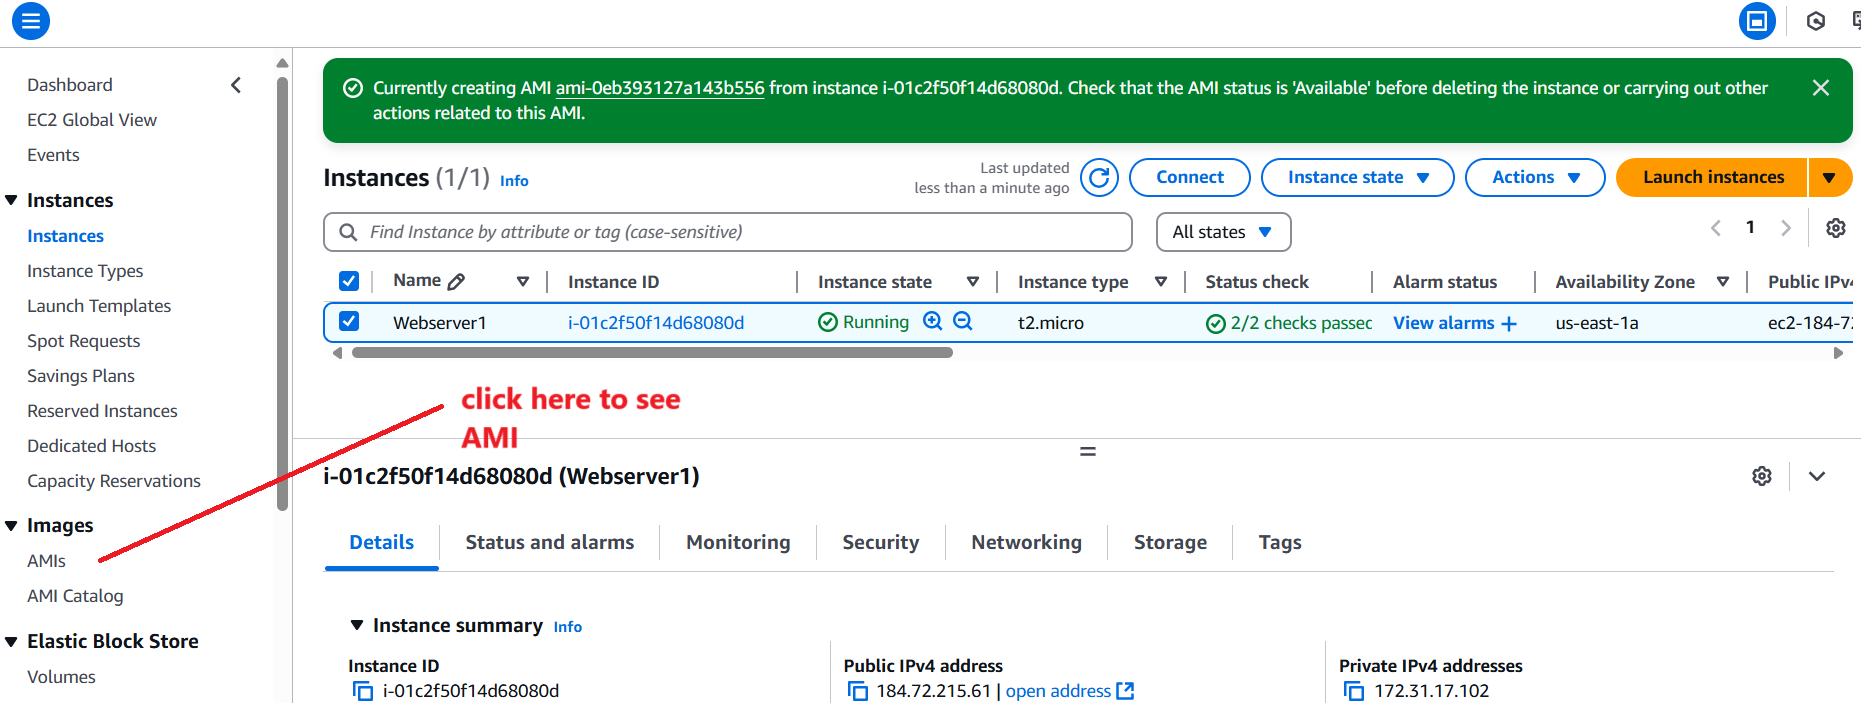 Dashboard
EC2 Global View
Events
Instances
Instances
Instance Types
Launch Templates
Spot Requests
Savings Plans
Reserved Instances
Dedicated Hosts
Capacity Reservations
Images
AMIs
AMI Catalog
Elastic Block Store
Volumes
Currently creating AMI ami-0eb393127a143b556 from instance i-01c2f50f14d68080d. Check that the AMI status is 'Available' before deleting the instance or carrying out other
actions related to this AMI.
Instances (1/1) Info
Last updated
less than a minute ago
Connect
Instance state
Actions
Launch instances
Find Instance by attribute or tag (case-sensitive)
All states
1
Name Instance ID Instance state Instance type Status check Alarm status Availability Zone Public IPv4
Webserver1 i-01c2f50f14d68080d Running t2.micro 2/2 checks passec View alarms + us-east-1a ec2-184-72
click here to see
AMI
i-01c2f50f14d68080d (Webserver1)
Details Status and alarms Monitoring Security Networking Storage Tags
Instance summary Info
Instance ID
i-01c2f50f14d68080d
Public IPv4 address
184.72.215.61 | open address
Private IPv4 addresses
172.31.17.102